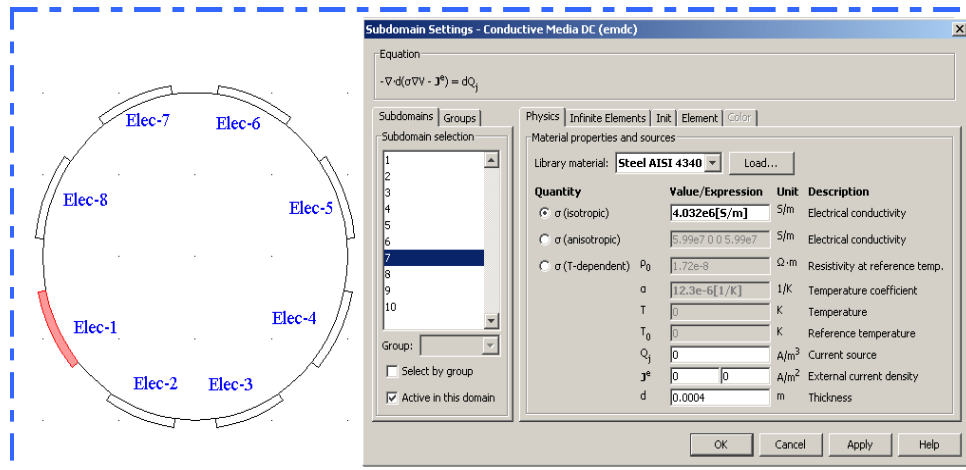 Elec-7
Elec-6
Elec-8
Elec-5
Elec-1
Elec-4
Elec-2
Elec-3
Subdomain Settings - Conductive Media DC (emdc)
Equation
-∇·d(σ∇V - Jᵉ) = dQⱼ
Subdomains Groups
Subdomain selection
1
2
3
4
5
6
7
8
9
10
Group:
Select by group
Active in this domain
Physics Infinite Elements Init Element Color
Material properties and sources
Library material: Steel AISI 4340 Load...
Quantity Value/Expression Unit Description
σ (isotropic) 4.032e6[S/m] S/m Electrical conductivity
σ (anisotropic) 5.99e7 0 0 5.99e7 S/m Electrical conductivity
σ (T-dependent) ρ₀ 1.72e-8 Ω·m Resistivity at reference temp.
α 12.3e-6[1/K] 1/K Temperature coefficient
T 0 K Temperature
T₀ 0 K Reference temperature
Qⱼ 0 A/m³ Current source
Jᵉ 0 0 A/m² External current density
d 0.0004 m Thickness
OK Cancel Apply Help